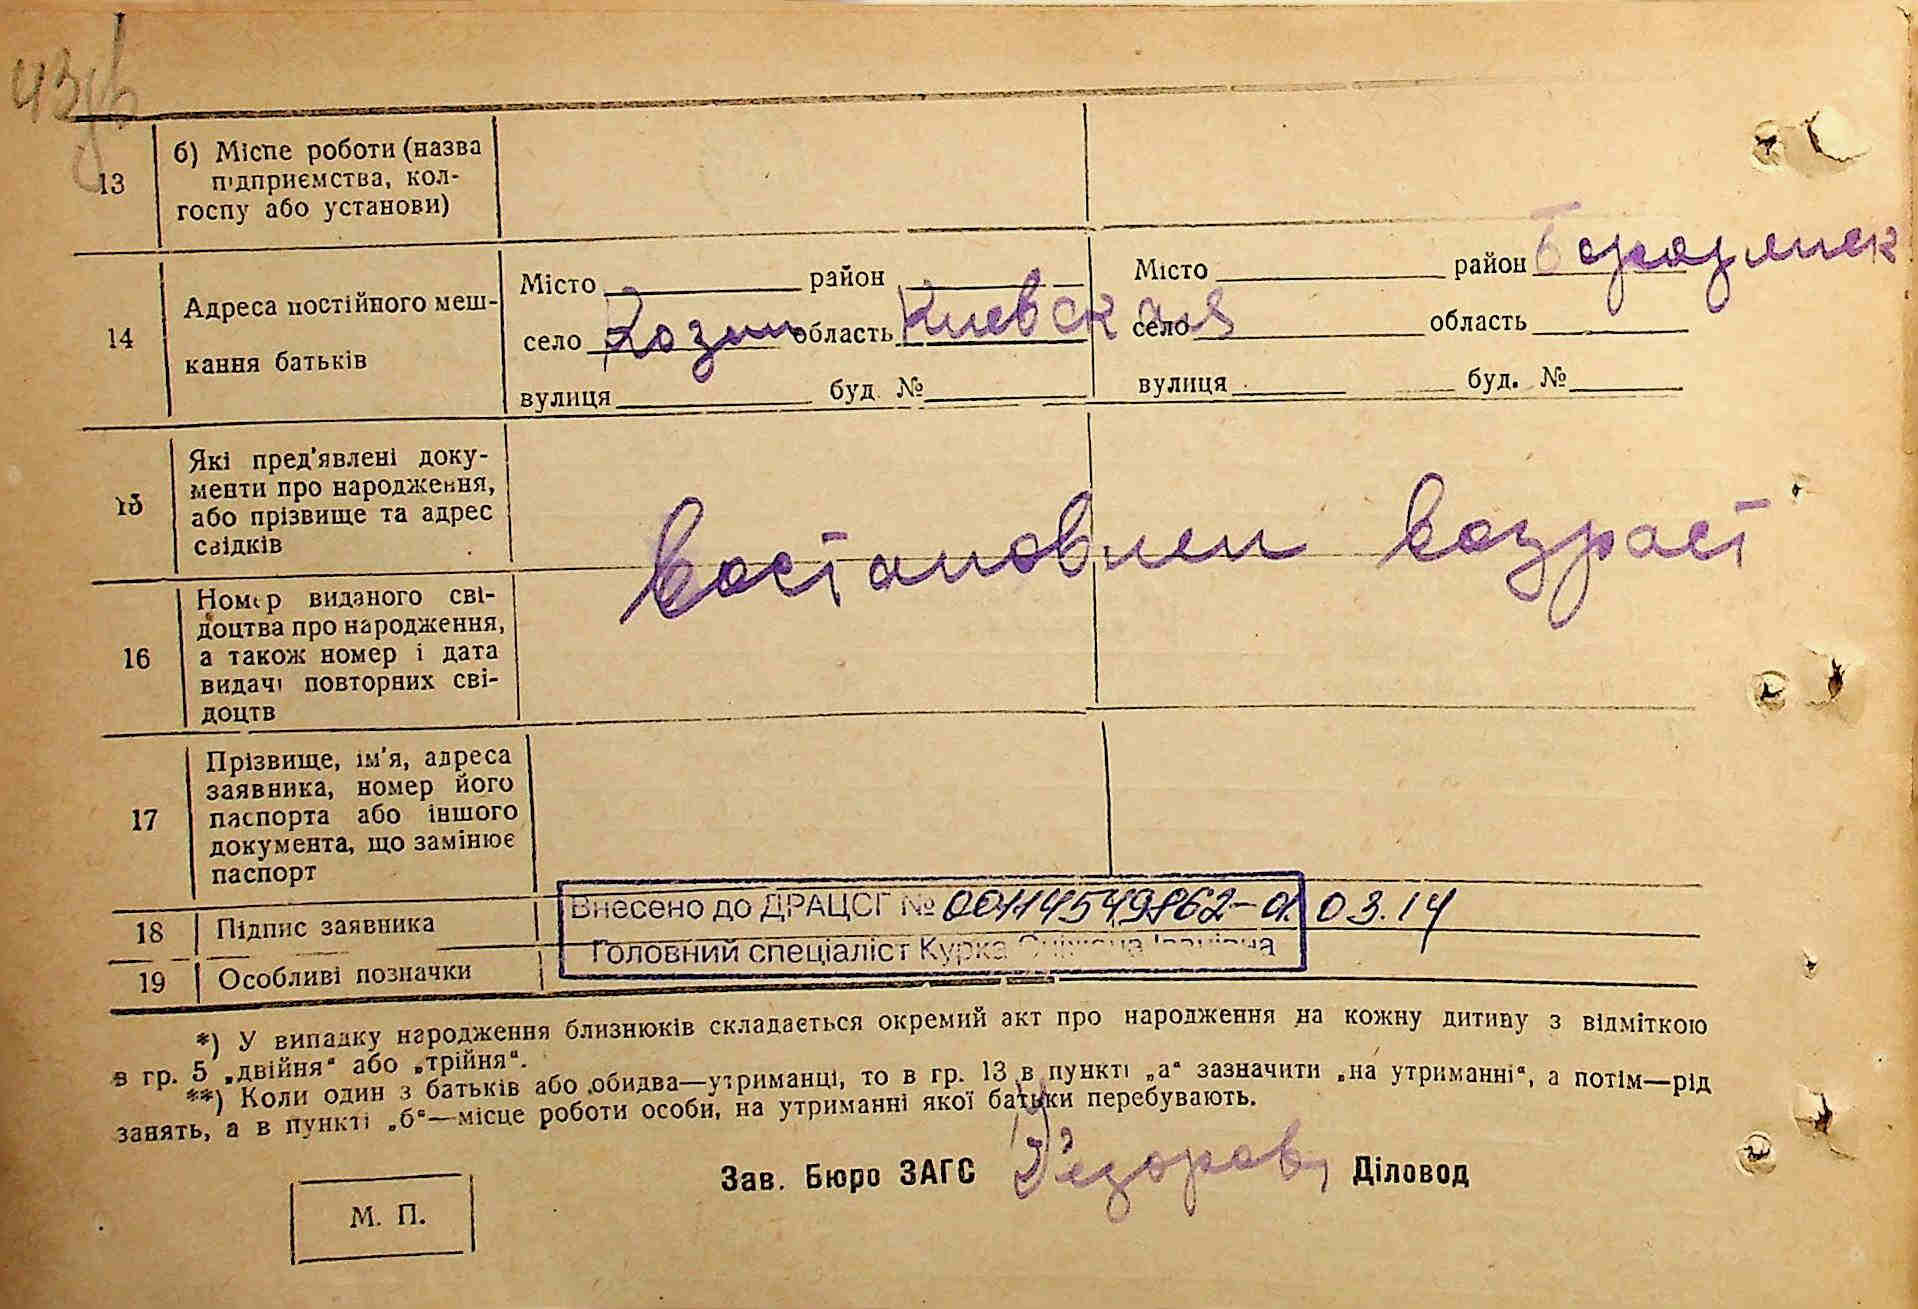 13 б) Місце роботи (назва
підприємства, кол-
госпу або установи)
14 Адреса постійного меш-
кання батьків
Місто район
село Козин область Киевская
вулиця буд. №
Місто район
село область
вулиця буд. №
15 Які пред'явлені доку-
менти про народження,
або прізвище та адрес
свідків
востановлен возраст
16 Номер виданого сві-
доцтва про народження,
а також номер і дата
видачі повторних сві-
доцтв
17 Прізвище, ім'я, адреса
заявника, номер його
паспорта або іншого
документа, що замінює
паспорт
18 Підпис заявника
Внесено до ДРАЦСГ № 03.14
19 Особливі позначки
Головний спеціаліст Курка
*) У випадку народження близнюків складається окремий акт про народження на кожну дитину з відміткою
в гр. 5 „двійня“ або „трійня“.
**) Коли один з батьків або обидва—утриманці, то в гр. 13 в пункті „а“ зазначити „на утриманні“, а потім—рід
занять, а в пункті „б“—місце роботи особи, на утриманні якої батьки перебувають.
Зав. Бюро ЗАГС Діловод
М. П.